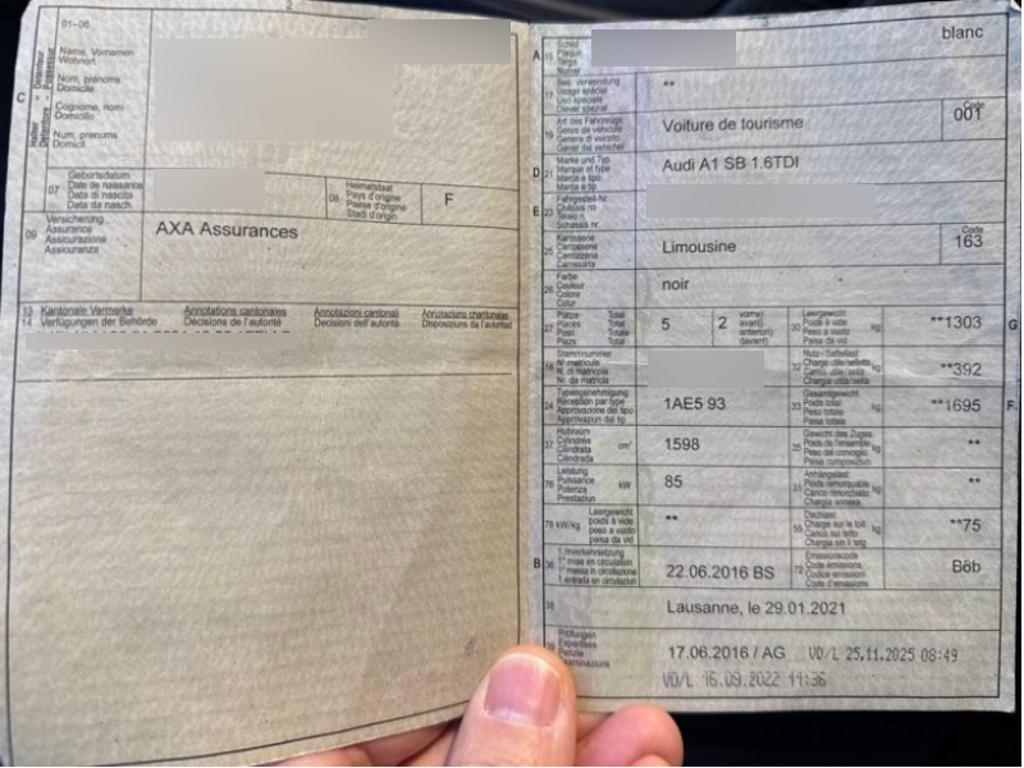 2
01-06
C
Halter - Détenteur
Detentore - Possessur
Name, Vornamen
Wohnort
Nom, prénoms
Domicile
Cognome, nomi
Domicilio
Num, prenums
Domicil
07
Geburtsdatum
Date de naissance
Data di nascita
Data da nasch.
08
Heimatstaat
Pays d'origine
Paese d'origine
Stadi d'origin
F
09
Versicherung
Assurance
Assicurazione
Assicuranza
AXA Assurances
13 Kantonale Vermerke Annotations cantonales Annotazioni cantonali Annotaziuns chantunalas
14 Verfügungen der Behörde Décisions de l'autorité Decisioni dell'autorità Disposiziuns da l'autoritad
3
A
15
Schild
Plaque
Targa
Numer
blanc
17
Bes. Verwendung
Usage spécial
Uso speciale
Diever spezial
**
19
Art des Fahrzeugs
Genre de véhicule
Genere di veicolo
Gener dal vehichel
Voiture de tourisme
Code
001
D
21
Marke und Typ
Marque et type
Marca e tipo
Marca e tip
Audi A1 SB 1.6TDI
E
23
Fahrgestell-Nr.
Châssis no
Telaio n.
Schassis nr.
25
Karosserie
Carrosserie
Carrozzeria
Carossaria
Limousine
Code
163
26
Farbe
Couleur
Colore
Colur
noir
27
Plätze Total
Places Total
Posti Totale
Plazs Total
5
2
vorne)
avant)
anteriori)
davant)
30
Leergewicht
Poids à vide
Peso a vuoto
Paisa da vid
kg
**1303
G
18
Stammnummer
N° matricule
N. di matricola
Nr. da matricla
32
Nutz-/Sattellast
Charge utile/sellette
Carico utile/sella
Chargia utila/sella
kg
**392
24
Typengenehmigung
Réception par type
Approvazione del tipo
Approvaziun dal tip
1AE5 93
33
Gesamtgewicht
Poids total
Peso totale
Paisa totala
kg
**1695
F
37
Hubraum
Cylindrée
Cilindrata
Cilindrada
cm³
1598
35
Gewicht des Zuges
Poids de l'ensemble
Peso del convoglio
Paisa cumposiziun
kg
**
76
Leistung
Puissance
Potenza
Prestaziun
kW
85
31
Anhängelast
Poids remorquable
Carico rimorchiato
Chargia annexa
kg
**
78 kW/kg
Leergewicht
poids à vide
peso a vuoto
paisa da vid
**
55
Dachlast
Charge sur le toit
Carico sul tetto
Chargia sin il tetg
kg
**75
B
36
1. Inverkehrsetzung
1re mise en circulation
1a messa in circolazione
1. entrada en circulaziun
22.06.2016 BS
72
Emissionscode
Code émissions
Codice emissioni
Code d'emissiuns
B6b
38
Lausanne, le 29.01.2021
39
Prüfungen
Expertises
Perizie
Examinaziuns
17.06.2016 / AG VD/L 25.11.2025 08:49
VD/L 16.09.2022 11:36